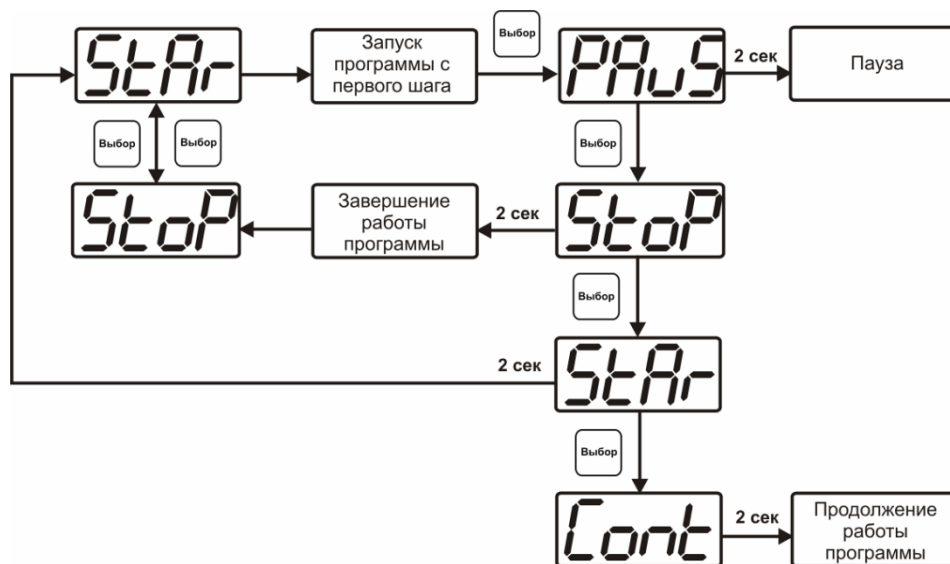 StAr
Запуск
программы с
первого шага
Выбор
PAuS
2 сек
Пауза
Выбор
Выбор
Выбор
StoP
Завершение
работы
программы
2 сек
StoP
Выбор
2 сек
StAr
Выбор
Cont
2 сек
Продолжение
работы
программы